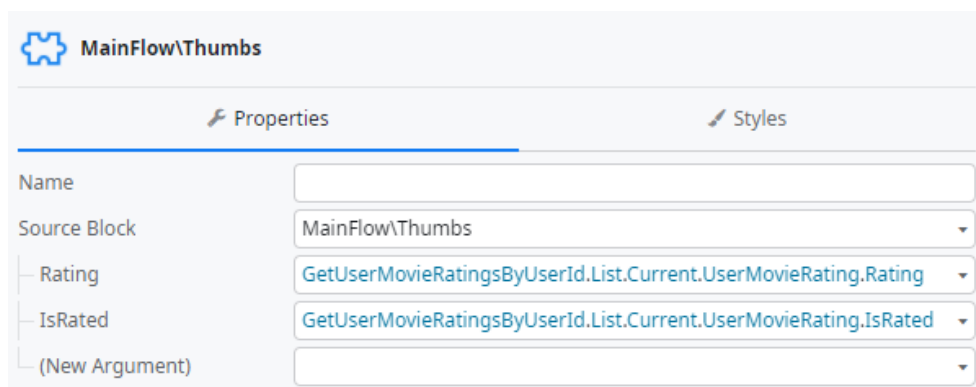 MainFlow\Thumbs
Properties
Styles
Name
Source Block
MainFlow\Thumbs
Rating
GetUserMovieRatingsByUserId.List.Current.UserMovieRating.Rating
IsRated
GetUserMovieRatingsByUserId.List.Current.UserMovieRating.IsRated
(New Argument)